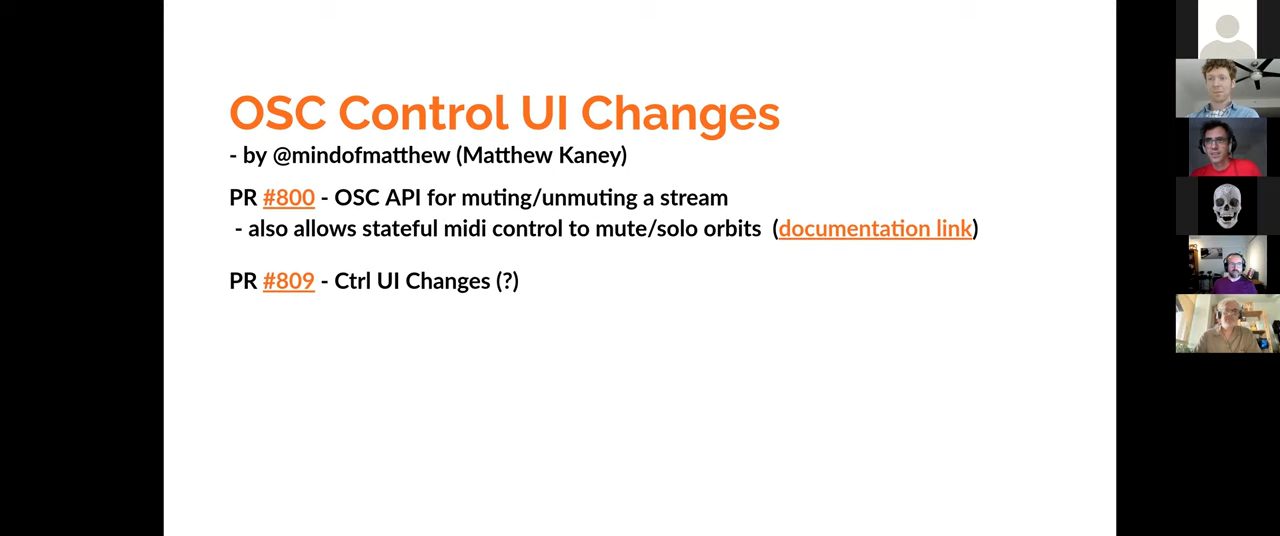 OSC Control UI Changes
- by @mindofmatthew (Matthew Kaney)
PR #800 - OSC API for muting/unmuting a stream
- also allows stateful midi control to mute/solo orbits (documentation link)
PR #809 - Ctrl UI Changes (?)